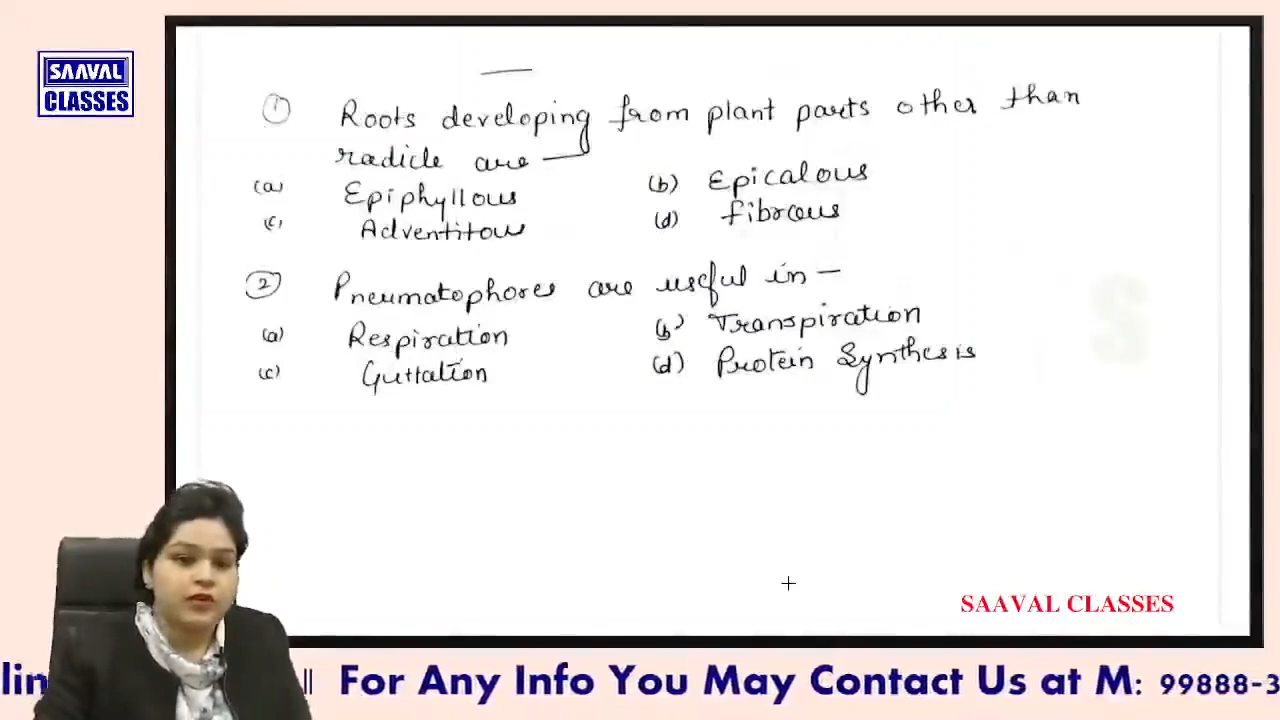 SAAVAL
CLASSES
① Roots developing from plant parts other than
radicle are —
(a) Epiphyllous (b) Epicalous
(c) Adventitous (d) fibrous
② Pneumatophores are useful in —
(a) Respiration (b) Transpiration
(c) Guttation (d) Protein Synthesis
S
SAAVAL CLASSES
lin || For Any Info You May Contact Us at M: 99888-3